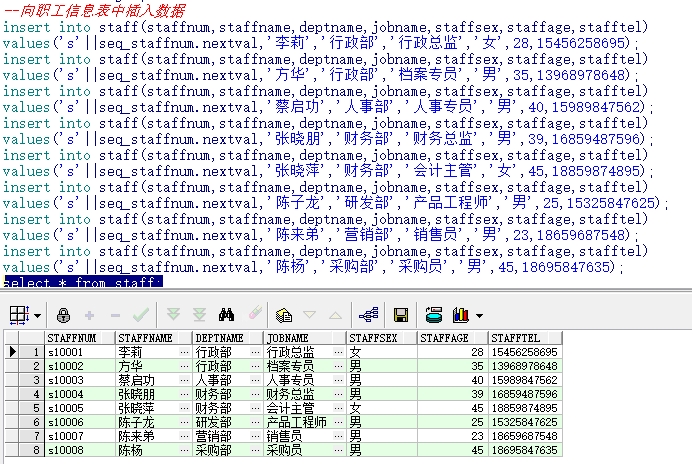 --向职工信息表中插入数据
insert into staff(staffnum,staffname,deptname,jobname,staffsex,staffage,stafftel)
values('s'||seq_staffnum.nextval,'李莉','行政部','行政总监','女',28,15456258695);
insert into staff(staffnum,staffname,deptname,jobname,staffsex,staffage,stafftel)
values('s'||seq_staffnum.nextval,'方华','行政部','档案专员','男',35,13968978648);
insert into staff(staffnum,staffname,deptname,jobname,staffsex,staffage,stafftel)
values('s'||seq_staffnum.nextval,'蔡启功','人事部','人事专员','男',40,15989847562);
insert into staff(staffnum,staffname,deptname,jobname,staffsex,staffage,stafftel)
values('s'||seq_staffnum.nextval,'张晓朋','财务部','财务总监','男',39,16859487596);
insert into staff(staffnum,staffname,deptname,jobname,staffsex,staffage,stafftel)
values('s'||seq_staffnum.nextval,'张晓萍','财务部','会计主管','女',45,18859874895);
insert into staff(staffnum,staffname,deptname,jobname,staffsex,staffage,stafftel)
values('s'||seq_staffnum.nextval,'陈子龙','研发部','产品工程师','男',25,15325847625);
insert into staff(staffnum,staffname,deptname,jobname,staffsex,staffage,stafftel)
values('s'||seq_staffnum.nextval,'陈来弟','营销部','销售员','男',23,18659687548);
insert into staff(staffnum,staffname,deptname,jobname,staffsex,staffage,stafftel)
values('s'||seq_staffnum.nextval,'陈杨','采购部','采购员','男',45,18695847635);
select * from staff;
STAFFNUM STAFFNAME DEPTNAME JOBNAME STAFFSEX STAFFAGE STAFFTEL
1 s10001 李莉 … 行政部 … 行政总监 … 女 28 15456258695
2 s10002 方华 … 行政部 … 档案专员 … 男 35 13968978648
3 s10003 蔡启功 … 人事部 … 人事专员 … 男 40 15989847562
4 s10004 张晓朋 … 财务部 … 财务总监 … 男 39 16859487596
5 s10005 张晓萍 … 财务部 … 会计主管 … 女 45 18859874895
6 s10006 陈子龙 … 研发部 … 产品工程师 … 男 25 15325847625
7 s10007 陈来弟 … 营销部 … 销售员 … 男 23 18659687548
8 s10008 陈杨 … 采购部 … 采购员 … 男 45 18695847635